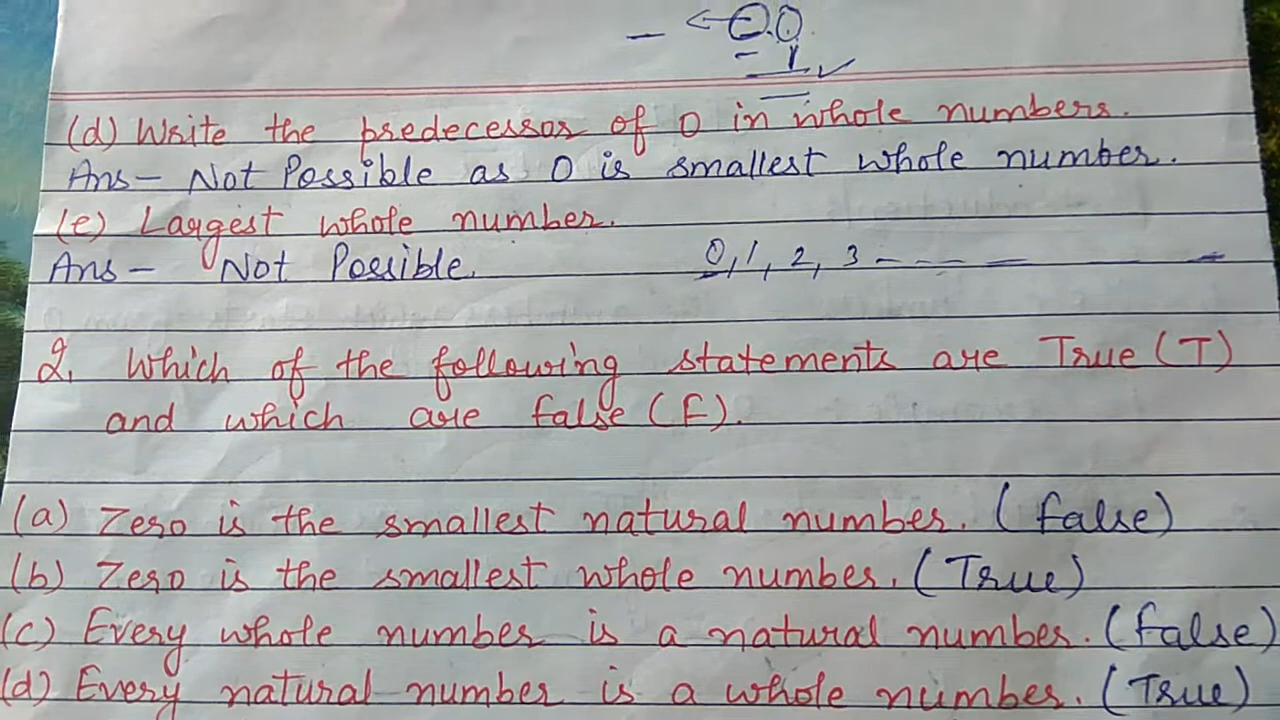 — ← 0.0
- 1 ✓
(d) Write the predecessor of 0 in whole numbers.
Ans- Not Possible as 0 is smallest whole number.
(e) Largest whole number.
Ans- Not Possible. 0, 1, 2, 3 - - - - -
2. Which of the following statements are True (T)
and which are false (F).
(a) Zero is the smallest natural number. (false)
(b) Zero is the smallest whole number. (True)
(c) Every whole number is a natural number. (false)
(d) Every natural number is a whole number. (True)